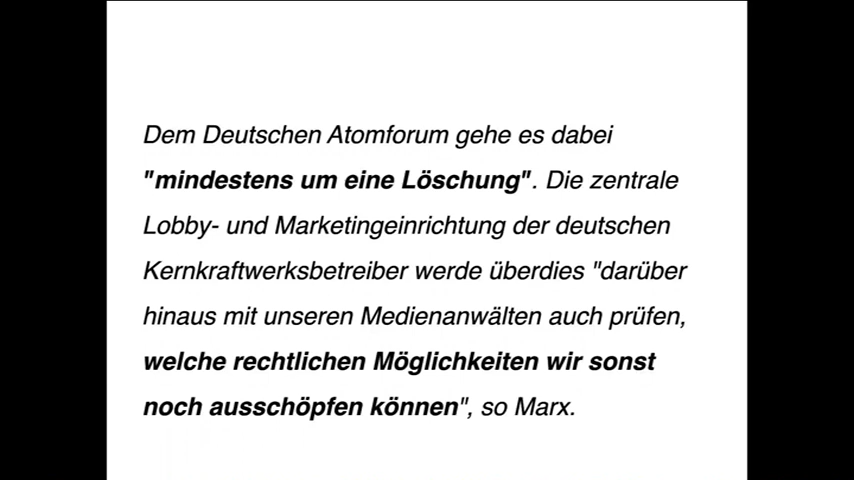 Dem Deutschen Atomforum gehe es dabei
"mindestens um eine Löschung". Die zentrale
Lobby- und Marketingeinrichtung der deutschen
Kernkraftwerksbetreiber werde überdies "darüber
hinaus mit unseren Medienanwälten auch prüfen,
welche rechtlichen Möglichkeiten wir sonst
noch ausschöpfen können", so Marx.